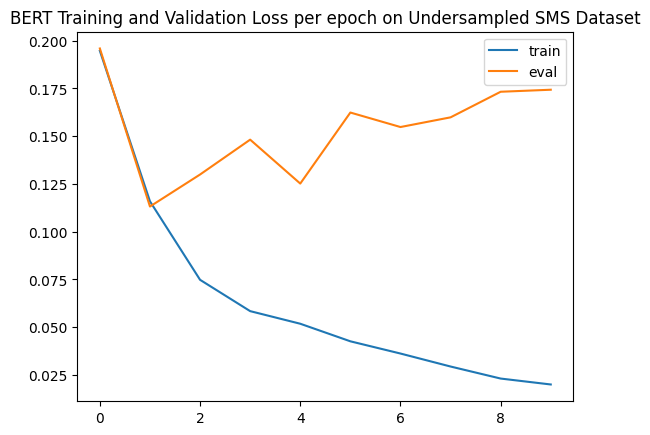 BERT Training and Validation Loss per epoch on Undersampled SMS Dataset
train
eval
0.200
0.175
0.150
0.125
0.100
0.075
0.050
0.025
0 2 4 6 8